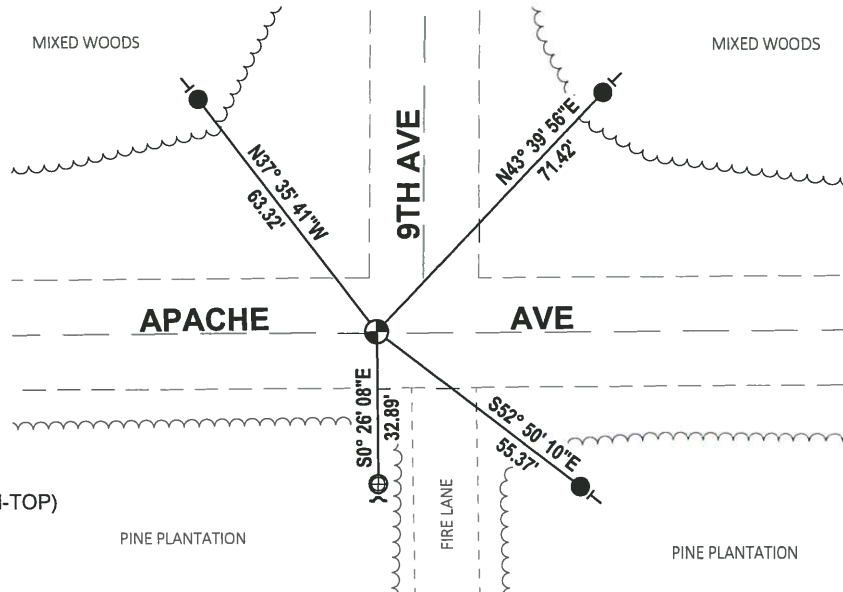 MIXED WOODS
MIXED WOODS
N37° 35' 41"W
63.32'
9TH AVE
N43° 39' 56"E
71.42'
APACHE AVE
S0° 26' 08"E
32.89'
S52° 50' 10"E
55.37'
-TOP)
FIRE LANE
PINE PLANTATION
PINE PLANTATION